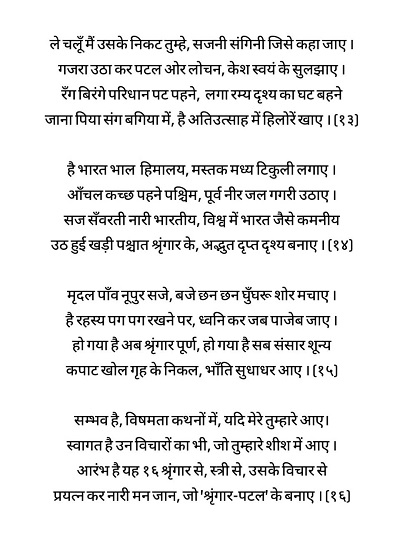 ले चलूँ मैं उसके निकट तुम्हे, सजनी संगिनी जिसे कहा जाए ।
गजरा उठा कर पटल ओर लोचन, केश स्वयं के सुलझाए ।
रँग बिरंगे परिधान पट पहने, लगा रम्य दृश्य का घट बहने
जाना पिया संग बगिया में, है अतिउत्साह में हिलोरें खाए । (१३)
है भारत भाल हिमालय, मस्तक मध्य टिकुली लगाए ।
आँचल कच्छ पहने पश्चिम, पूर्व नीर जल गगरी उठाए ।
सज सँवरती नारी भारतीय, विश्व में भारत जैसे कमनीय
उठ हुई खड़ी पश्चात श्रृंगार के, अद्भुत दृप्त दृश्य बनाए । (१४)
मृदल पाँव नूपुर सजे, बजे छन छन घुँघरू शोर मचाए ।
है रहस्य पग पग रखने पर, ध्वनि कर जब पाजेब जाए ।
हो गया है अब श्रृंगार पूर्ण, हो गया है सब संसार शून्य
कपाट खोल गृह के निकल, भाँति सुधाधर आए । (१५)
सम्भव है, विषमता कथनों में, यदि मेरे तुम्हारे आए।
स्वागत है उन विचारों का भी, जो तुम्हारे शीश में आए ।
आरंभ है यह १६ श्रृंगार से, स्त्री से, उसके विचार से
प्रयत्न कर नारी मन जान, जो 'श्रृंगार-पटल' के बनाए । (१६)